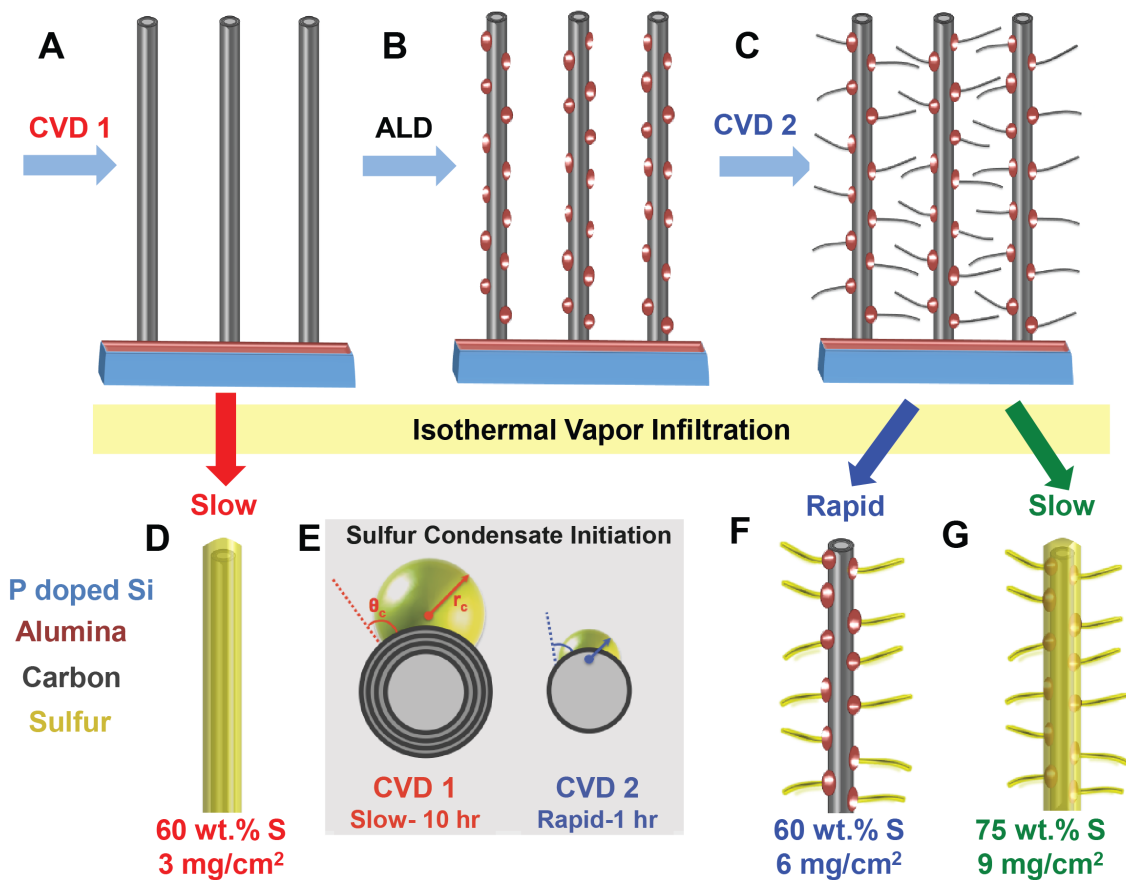 A
B
C
CVD 1
ALD
CVD 2
Isothermal Vapor Infiltration
Slow
Rapid
Slow
D
E
Sulfur Condensate Initiation
F
G
P doped Si
Alumina
Carbon
Sulfur
θc
rc
CVD 1
Slow- 10 hr
CVD 2
Rapid-1 hr
60 wt.% S
3 mg/cm²
60 wt.% S
6 mg/cm²
75 wt.% S
9 mg/cm²